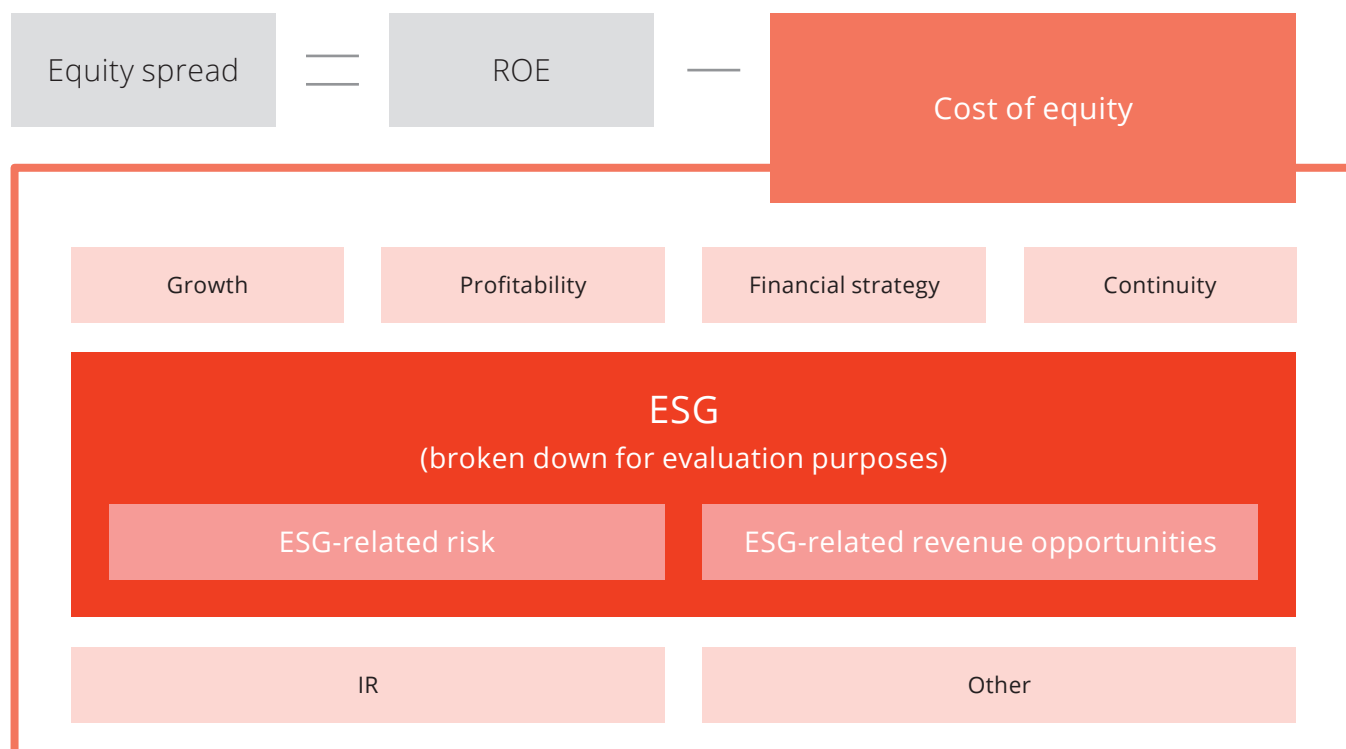 Equity spread
ROE
Cost of equity
Growth
Profitability
Financial strategy
Continuity
ESG
(broken down for evaluation purposes)
ESG-related risk
ESG-related revenue opportunities
IR
Other